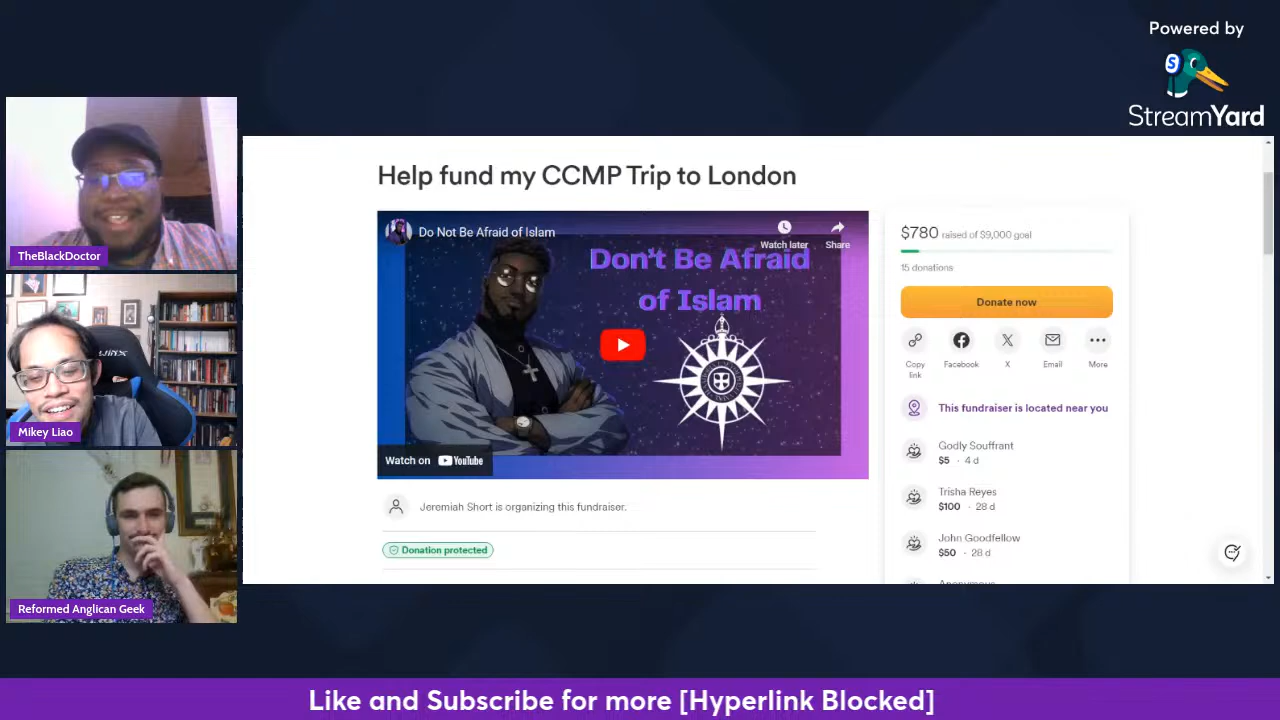 Powered by
StreamYard
TheBlackDoctor
Mikey Liao
Reformed Anglican Geek
Help fund my CCMP Trip to London
Do Not Be Afraid of Islam
Watch later
Share
Don't Be Afraid
of Islam
Watch on YouTube
Jeremiah Short is organizing this fundraiser.
Donation protected
$780 raised of $9,000 goal
15 donations
Donate now
Copy link
Facebook
X
Email
More
This fundraiser is located near you
Godly Souffrant
$5 · 4 d
Trisha Reyes
$100 · 28 d
John Goodfellow
$50 · 28 d
Anonymous
Like and Subscribe for more [Hyperlink Blocked]